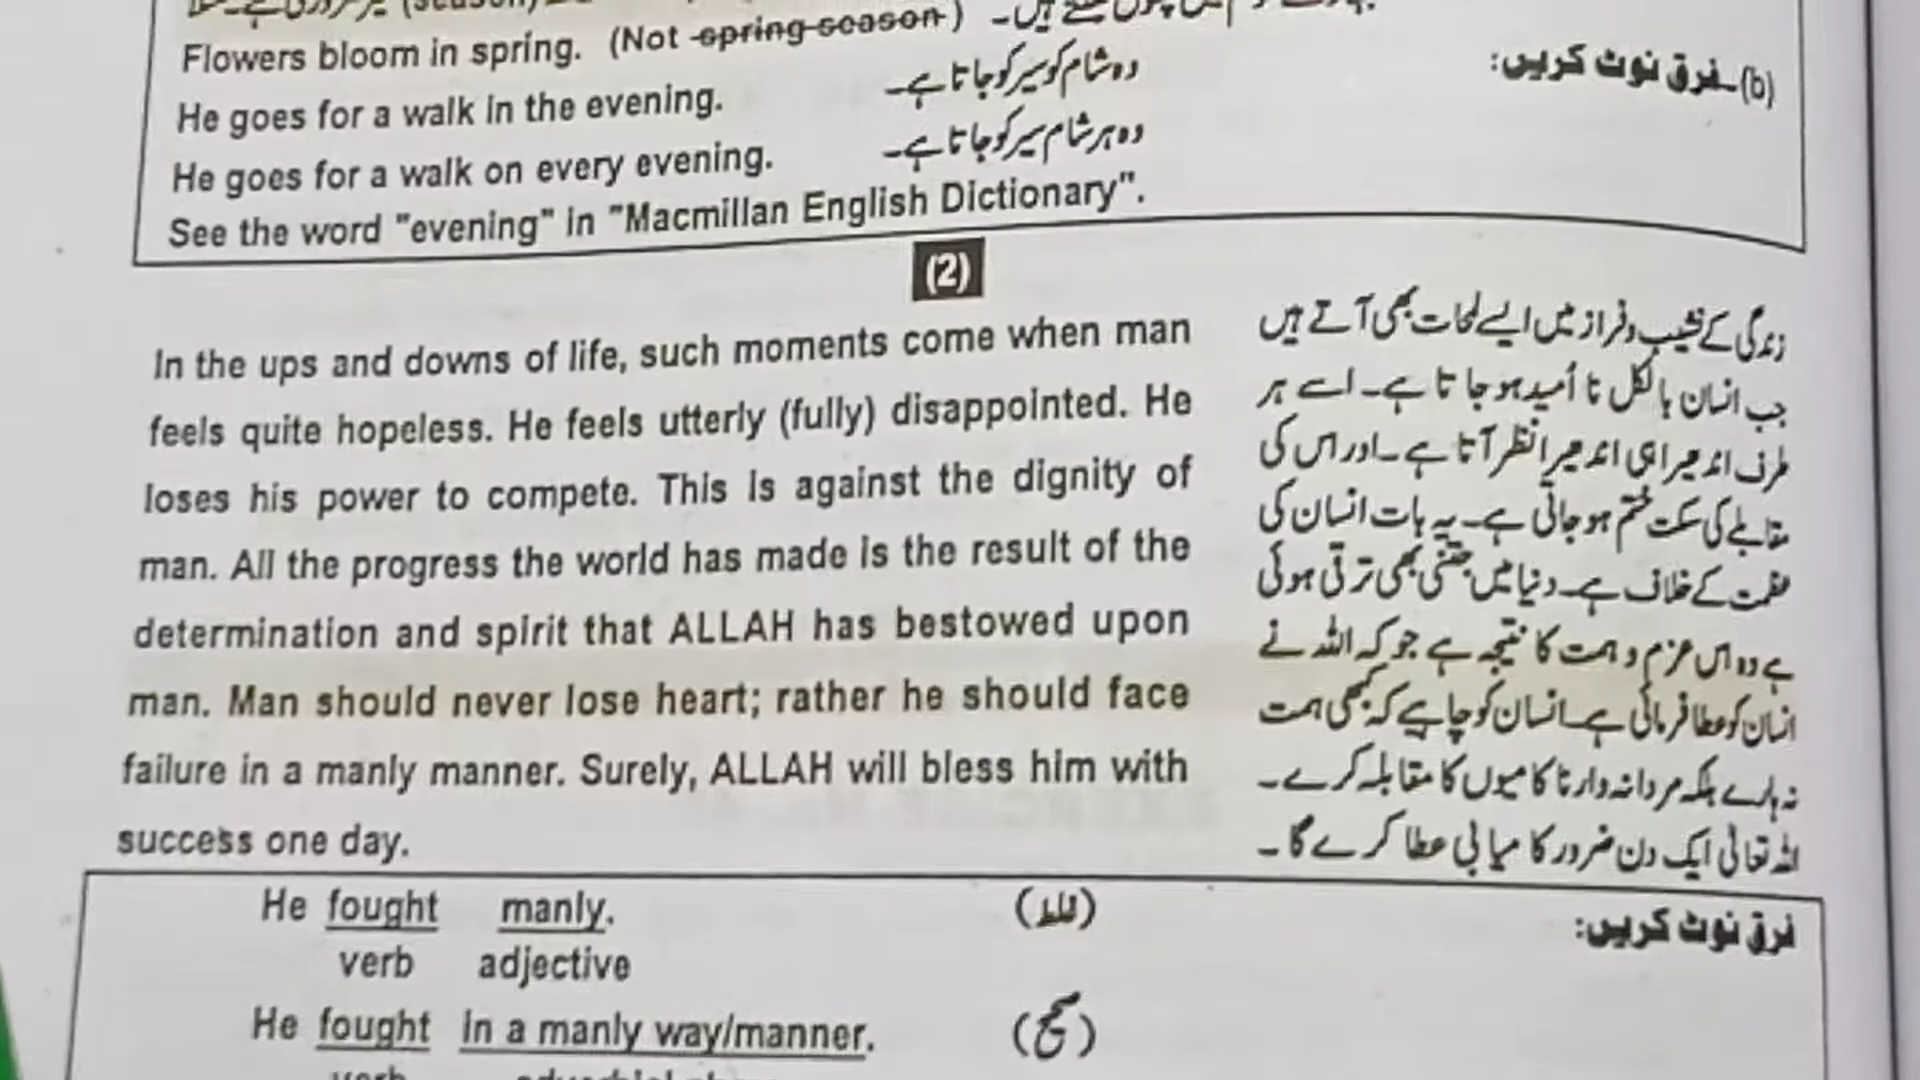 (season)
Flowers bloom in spring. (Not spring season)
(b)۔ فرق نوٹ کریں:
He goes for a walk in the evening. وہ شام کو سیر کو جاتا ہے۔
He goes for a walk on every evening. وہ ہر شام سیر کو جاتا ہے۔
See the word "evening" in "Macmillan English Dictionary".
(2)
In the ups and downs of life, such moments come when man
feels quite hopeless. He feels utterly (fully) disappointed. He
loses his power to compete. This is against the dignity of
man. All the progress the world has made is the result of the
determination and spirit that ALLAH has bestowed upon
man. Man should never lose heart; rather he should face
failure in a manly manner. Surely, ALLAH will bless him with
success one day.
زندگی کے نشیب و فراز میں ایسے لمحات بھی آتے ہیں
جب انسان بالکل نا اُمید ہو جاتا ہے۔ اسے ہر
طرف اندھیرا ہی اندھیرا نظر آتا ہے۔ اور اس کی
مقابلے کی سکت ختم ہو جاتی ہے۔ یہ بات انسان کی
عظمت کے خلاف ہے۔ دنیا میں جتنی بھی ترقی ہوئی
ہے وہ اس عزم و ہمت کا نتیجہ ہے جو کہ اللہ نے
انسان کو عطا فرمائی ہے۔ انسان کو چاہیے کہ کبھی ہمت
نہ ہارے بلکہ مردانہ وار ناکامیوں کا مقابلہ کرے۔
اللہ تعالیٰ ایک دن ضرور کامیابی عطا کرے گا۔
فرق نوٹ کریں:
He fought manly. (غلط)
verb adjective
He fought in a manly way/manner. (صحیح)
verb